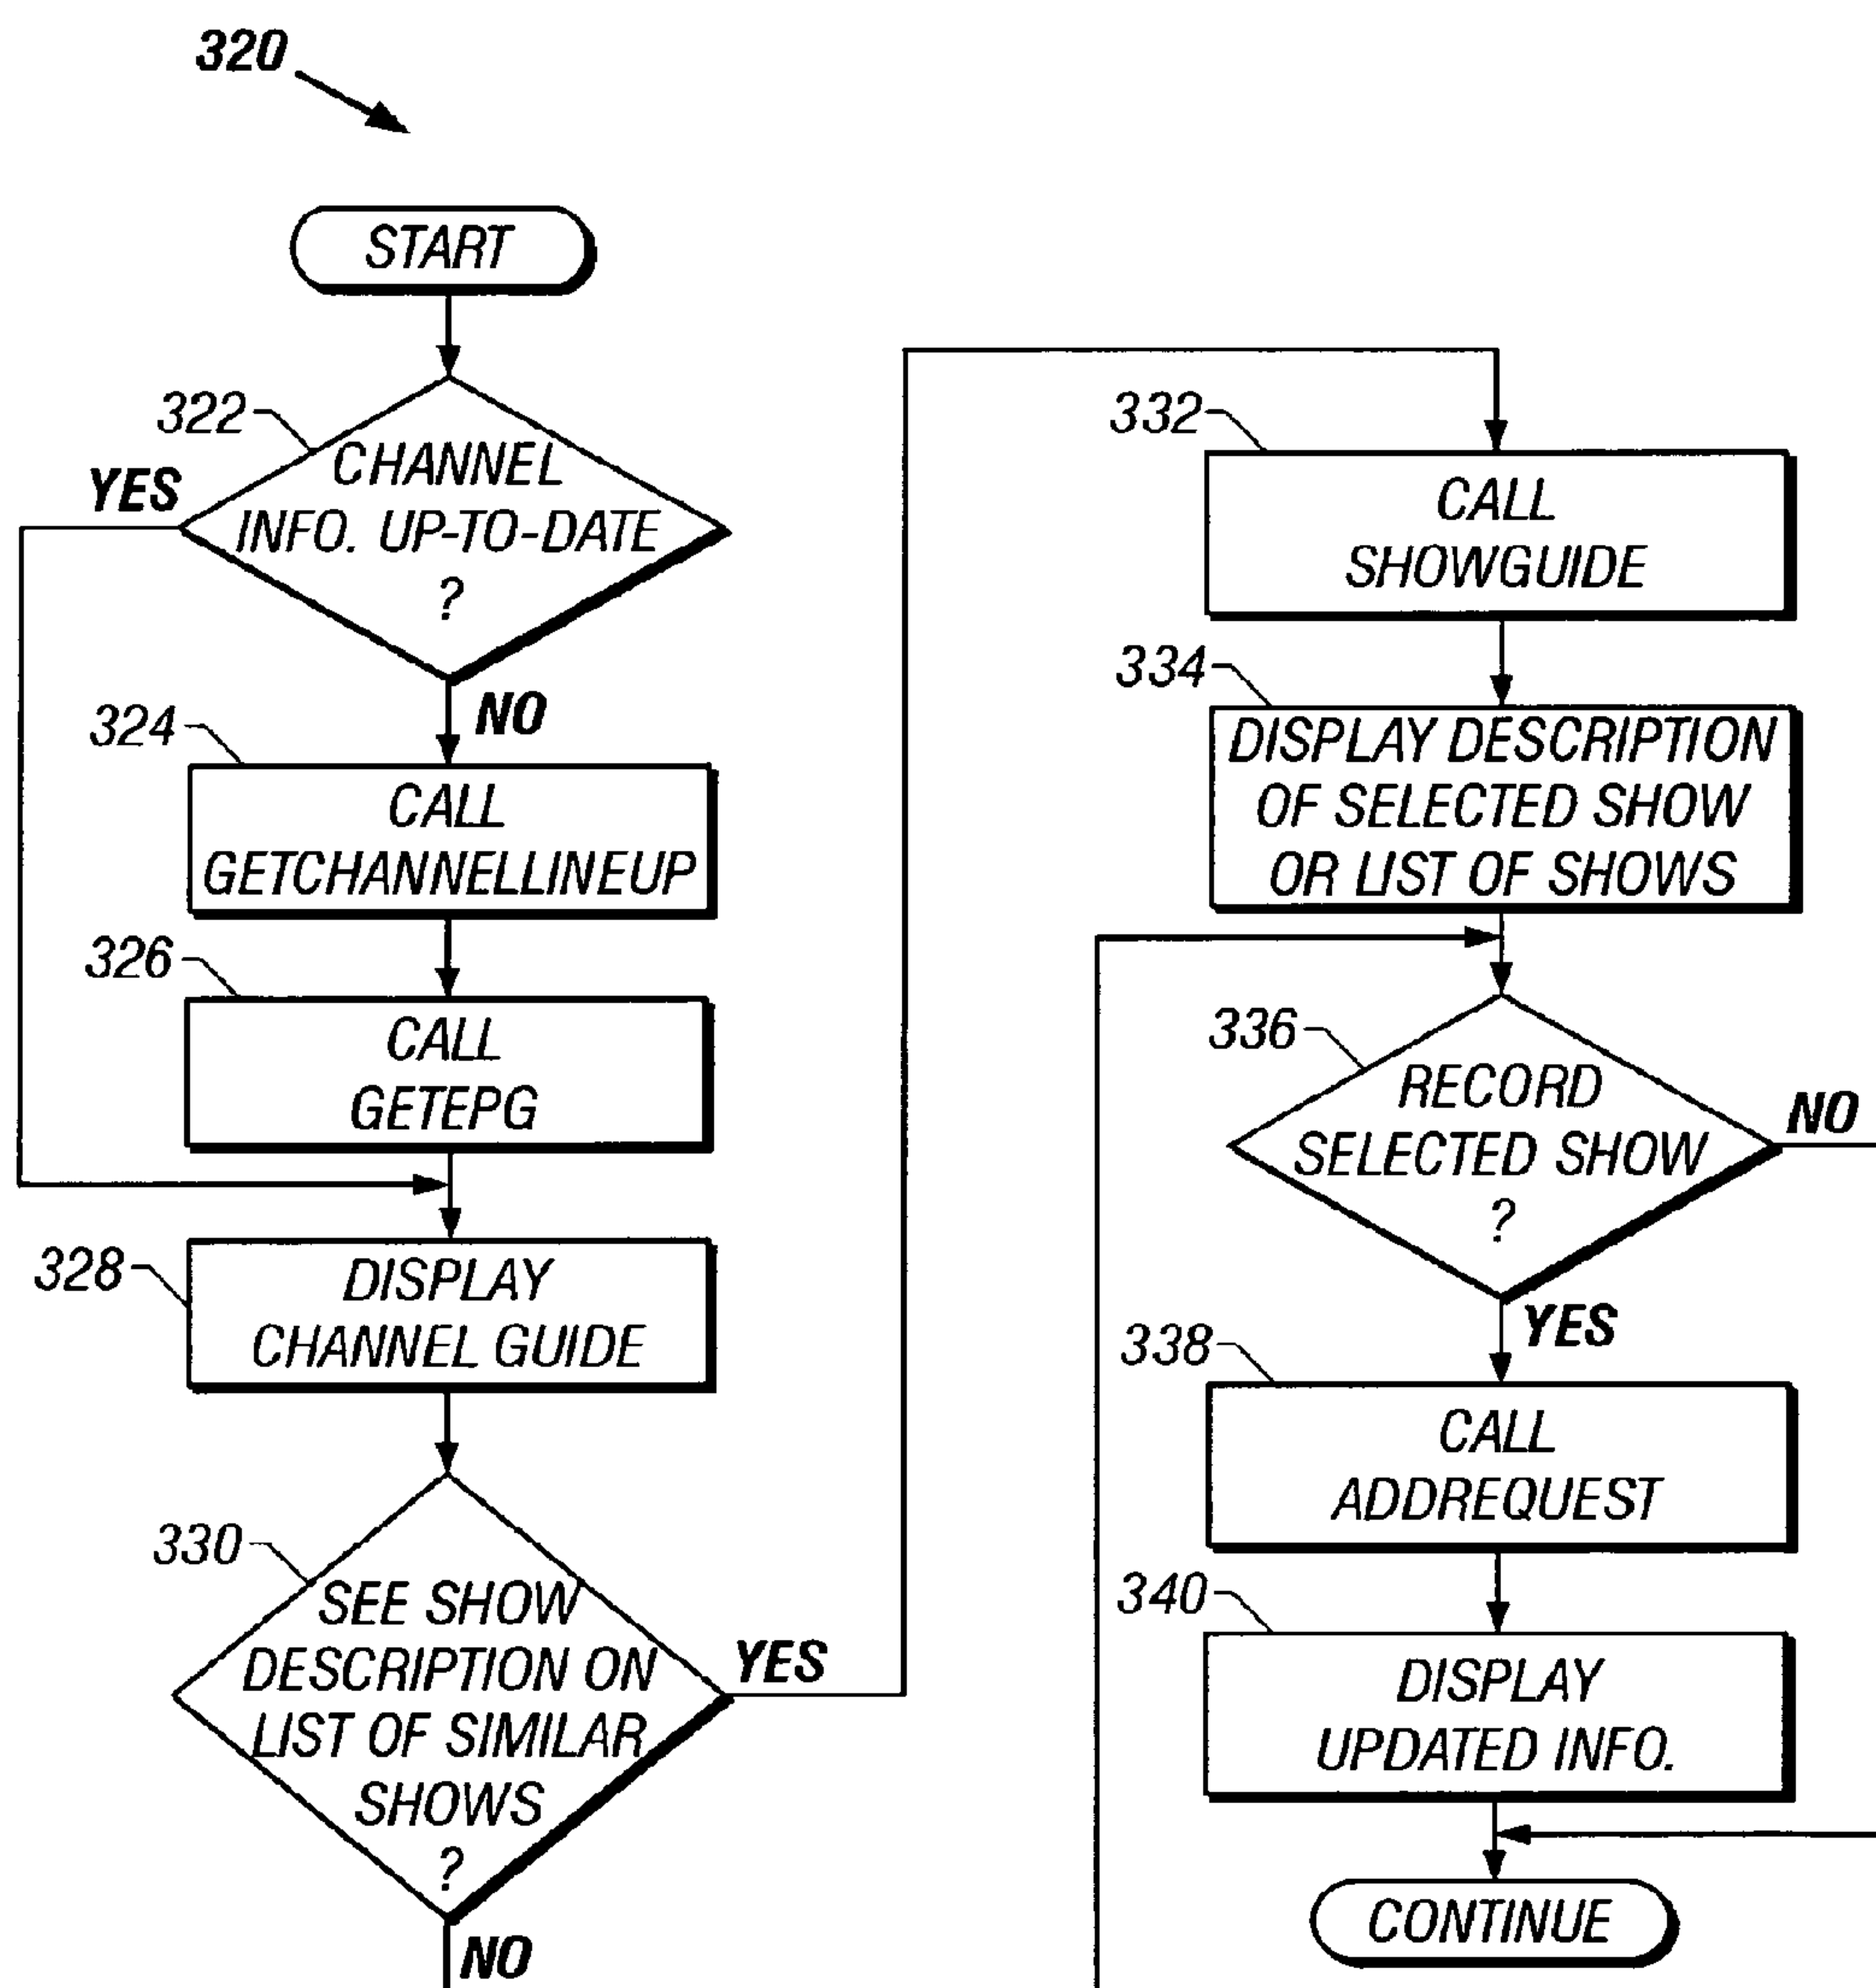 320
START
322
CHANNEL
INFO. UP-TO-DATE
?
YES
NO
324
CALL
GETCHANNELLINEUP
326
CALL
GETEPG
328
DISPLAY
CHANNEL GUIDE
330
SEE SHOW
DESCRIPTION ON
LIST OF SIMILAR
SHOWS
?
YES
NO
332
CALL
SHOWGUIDE
334
DISPLAY DESCRIPTION
OF SELECTED SHOW
OR LIST OF SHOWS
336
RECORD
SELECTED SHOW
?
NO
YES
338
CALL
ADDREQUEST
340
DISPLAY
UPDATED INFO.
CONTINUE